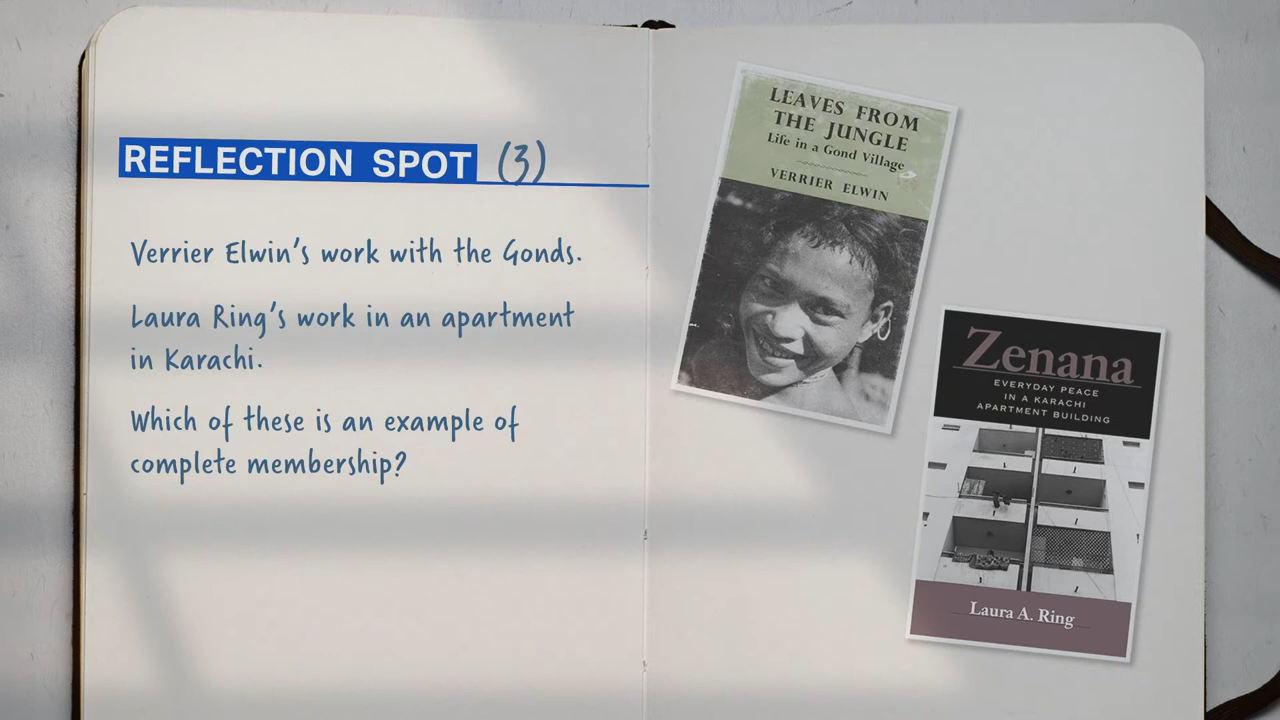 REFLECTION SPOT (3)
Verrier Elwin's work with the Gonds.
Laura Ring's work in an apartment
in Karachi.
Which of these is an example of
complete membership?
LEAVES FROM
THE JUNGLE
Life in a Gond Village
VERRIER ELWIN
Zenana
EVERYDAY PEACE
IN A KARACHI
APARTMENT BUILDING
Laura A. Ring